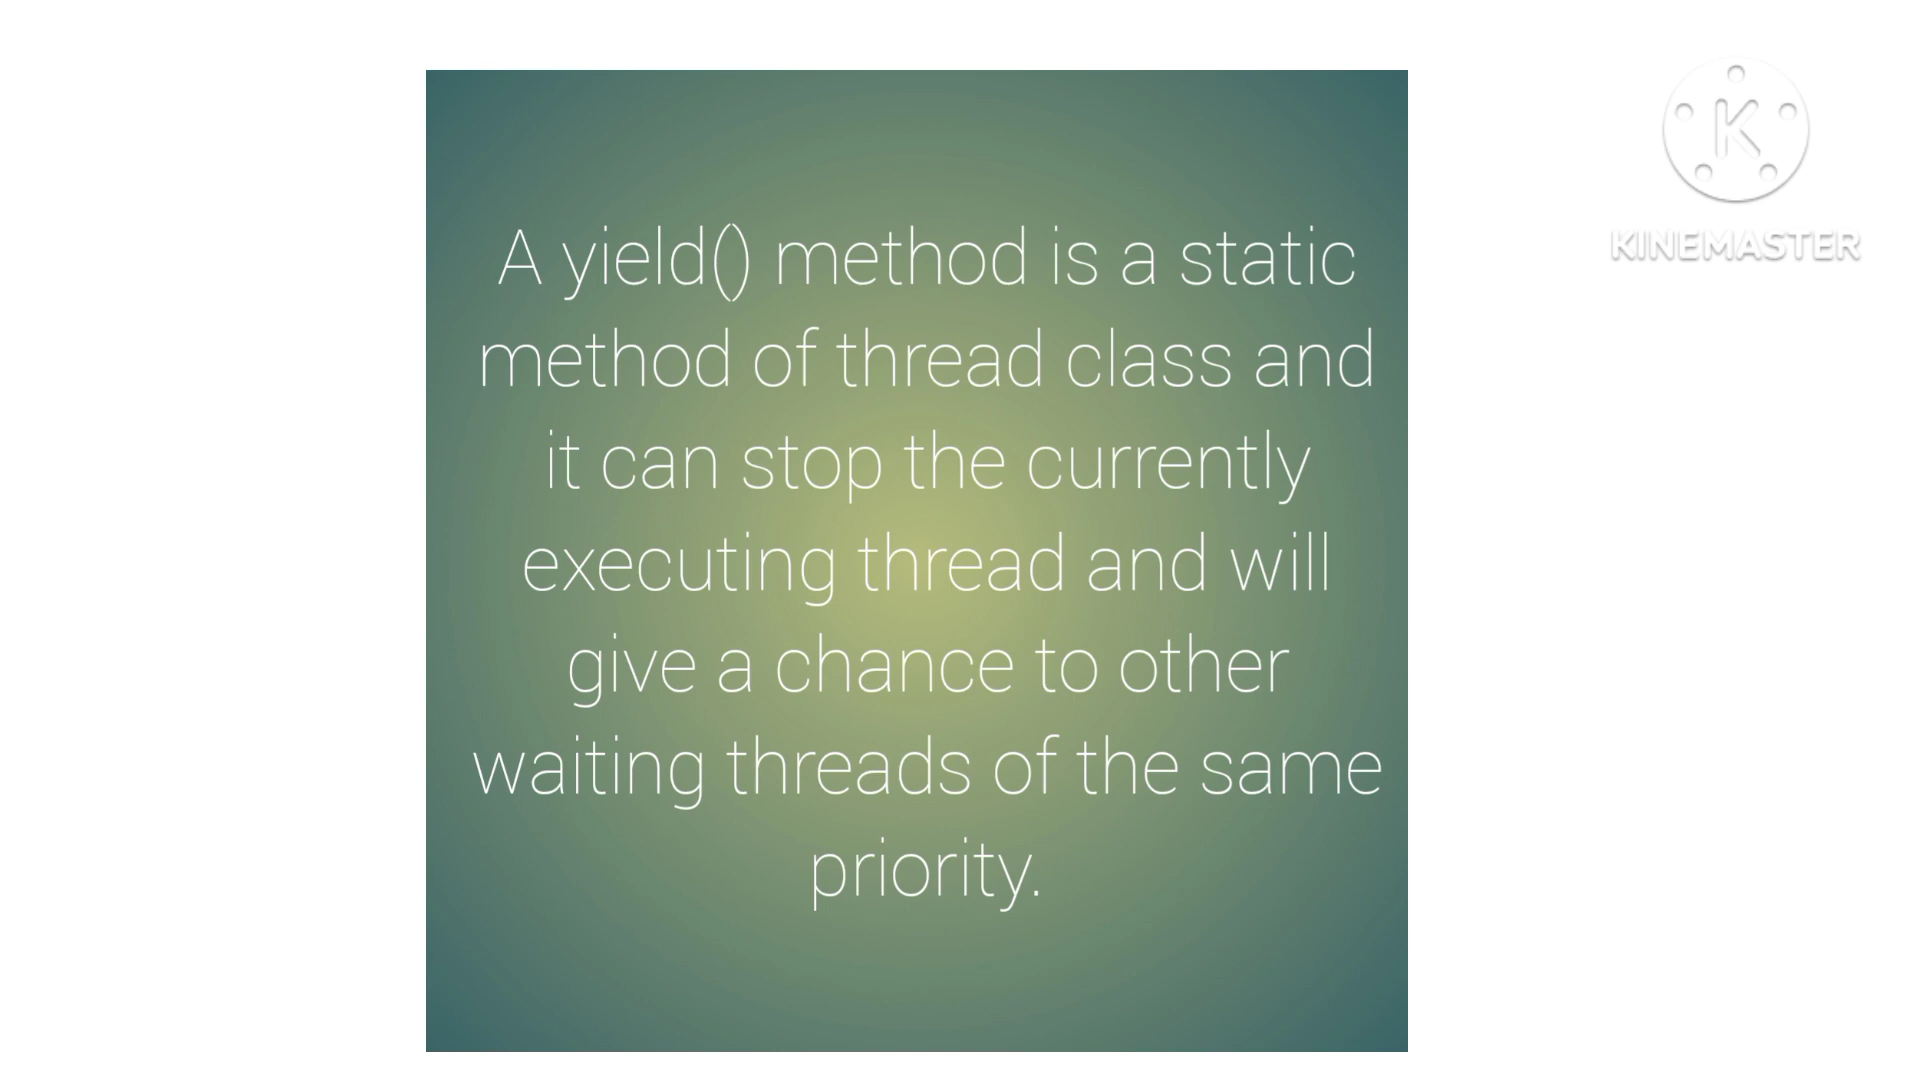 A yield() method is a static
method of thread class and
it can stop the currently
executing thread and will
give a chance to other
waiting threads of the same
priority.
K
KINEMASTER